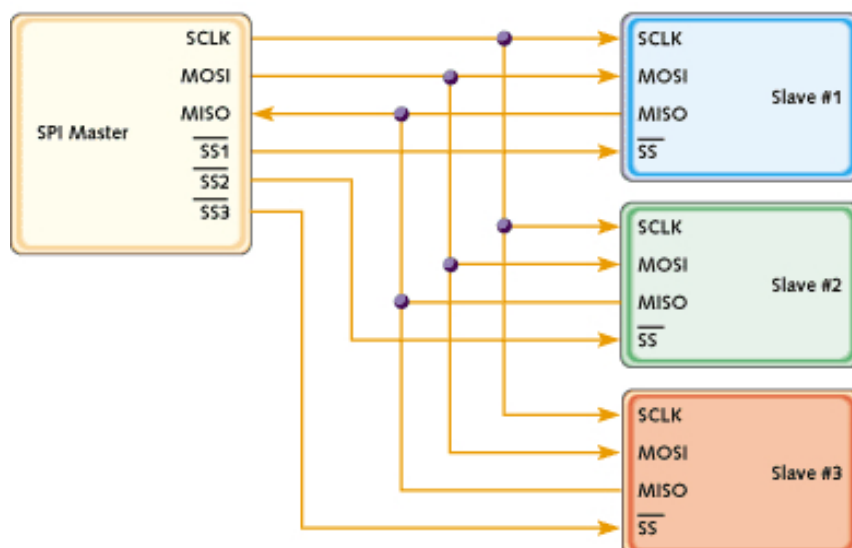 SCLK
MOSI
MISO
SPI Master
SS1
SS2
SS3
SCLK
MOSI
Slave #1
MISO
SS
SCLK
MOSI
Slave #2
MISO
SS
SCLK
MOSI
Slave #3
MISO
SS